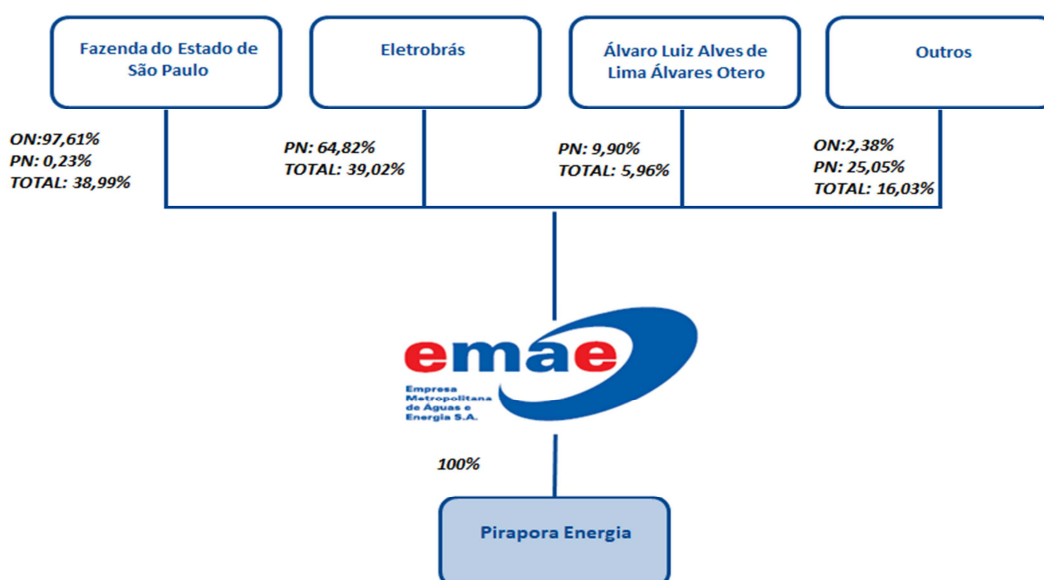 Fazenda do Estado de
São Paulo
Eletrobrás
Álvaro Luiz Alves de
Lima Álvares Otero
Outros
ON:97,61%
PN: 0,23%
TOTAL: 38,99%
PN: 64,82%
TOTAL: 39,02%
PN: 9,90%
TOTAL: 5,96%
ON:2,38%
PN: 25,05%
TOTAL: 16,03%
emae
Empresa
Metropolitana
de Águas e
Energia S.A.
100%
Pirapora Energia